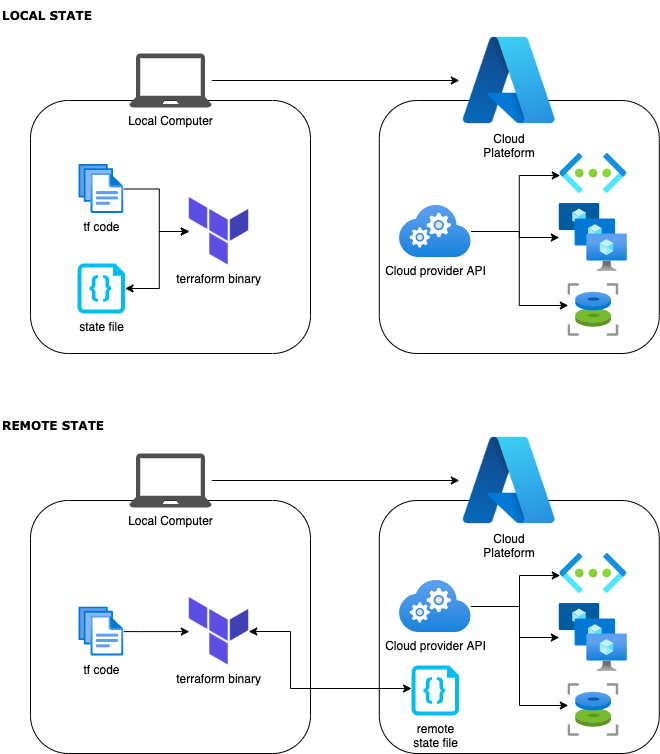 LOCAL STATE
Local Computer
Cloud
Plateform
tf code
terraform binary
Cloud provider API
state file
REMOTE STATE
Local Computer
Cloud
Plateform
Cloud provider API
tf code
terraform binary
remote
state file